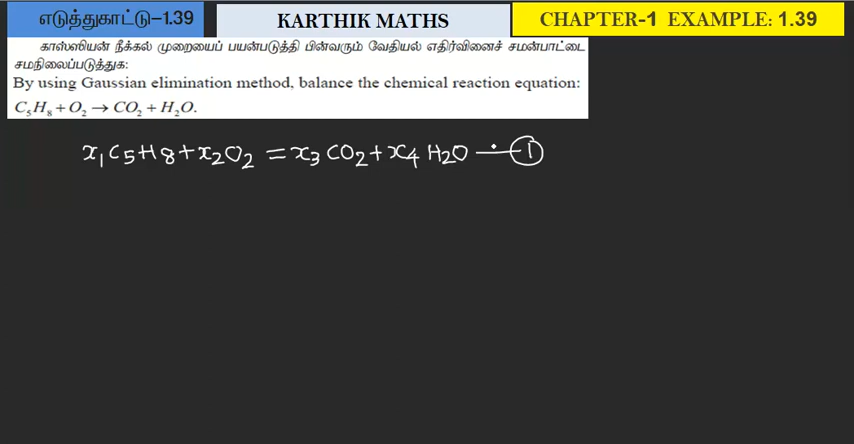 எடுத்துகாட்டு–1.39
KARTHIK MATHS
CHAPTER-1 EXAMPLE: 1.39
காஸ்ஸியன் நீக்கல் முறையைப் பயன்படுத்தி பின்வரும் வேதியல் எதிர்வினைச் சமன்பாட்டை
சமநிலைப்படுத்துக:
By using Gaussian elimination method, balance the chemical reaction equation:
C₅H₈ + O₂ → CO₂ + H₂O.
x₁C₅H₈ + x₂O₂ = x₃CO₂ + x₄H₂O — ①